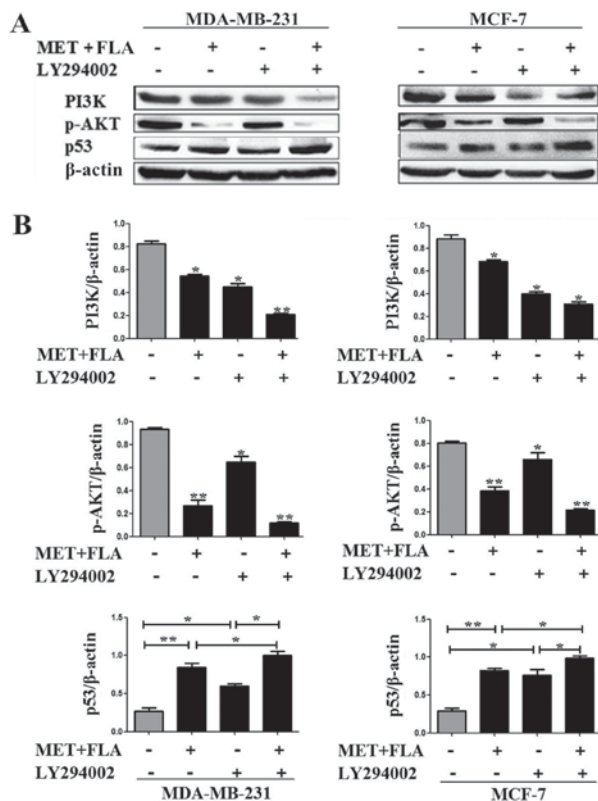 A
MDA-MB-231 MCF-7
MET +FLA - + - + - + - +
LY294002 - - + + - - + +
PI3K
p-AKT
p53
β-actin
B
PI3K/β-actin
1.0
0.8
0.6
0.4
0.2
0.0
* * **
MET+FLA - + - +
LY294002 - - + +
PI3K/β-actin
1.0
0.8
0.6
0.4
0.2
0.0
* * *
MET+FLA - + - +
LY294002 - - + +
p-AKT/β-actin
1.0
0.8
0.6
0.4
0.2
0.0
** * **
MET+FLA - + - +
LY294002 - - + +
p-AKT/β-actin
1.0
0.8
0.6
0.4
0.2
0.0
** * **
MET+FLA - + - +
LY294002 - - + +
p53/β-actin
1.5
1.0
0.5
0.0
* *
** *
MET+FLA - + - +
LY294002 - - + +
MDA-MB-231
p53/β-actin
1.5
1.0
0.5
0.0
** *
* *
MET+FLA - + - +
LY294002 - - + +
MCF-7